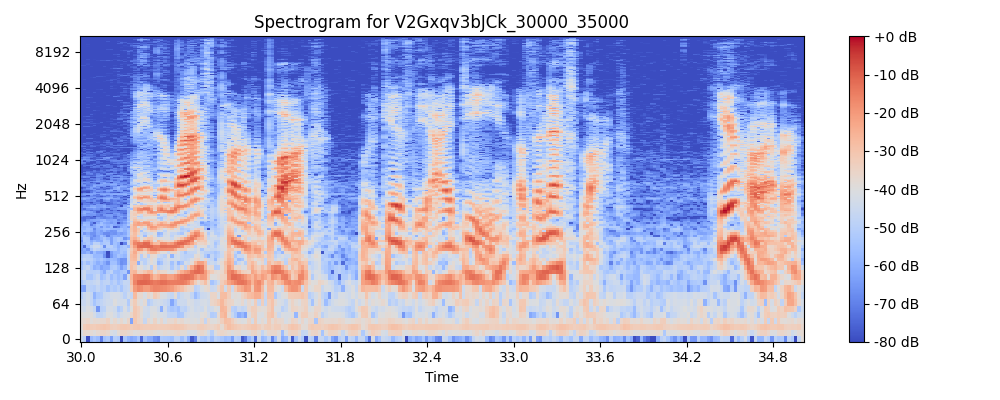 Spectrogram for V2Gxqv3bJCk_30000_35000
Hz
8192
4096
2048
1024
512
256
128
64
0
30.0 30.6 31.2 31.8 32.4 33.0 33.6 34.2 34.8
Time
+0 dB
-10 dB
-20 dB
-30 dB
-40 dB
-50 dB
-60 dB
-70 dB
-80 dB